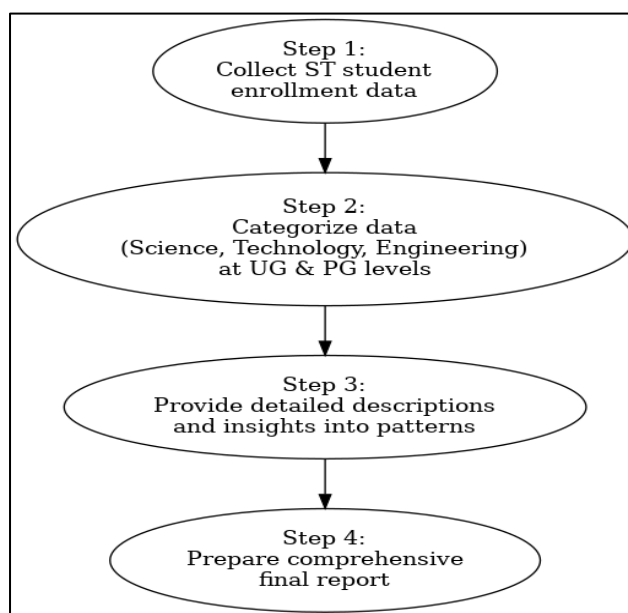 Step 1:
Collect ST student
enrollment data
Step 2:
Categorize data
(Science, Technology, Engineering)
at UG & PG levels
Step 3:
Provide detailed descriptions
and insights into patterns
Step 4:
Prepare comprehensive
final report